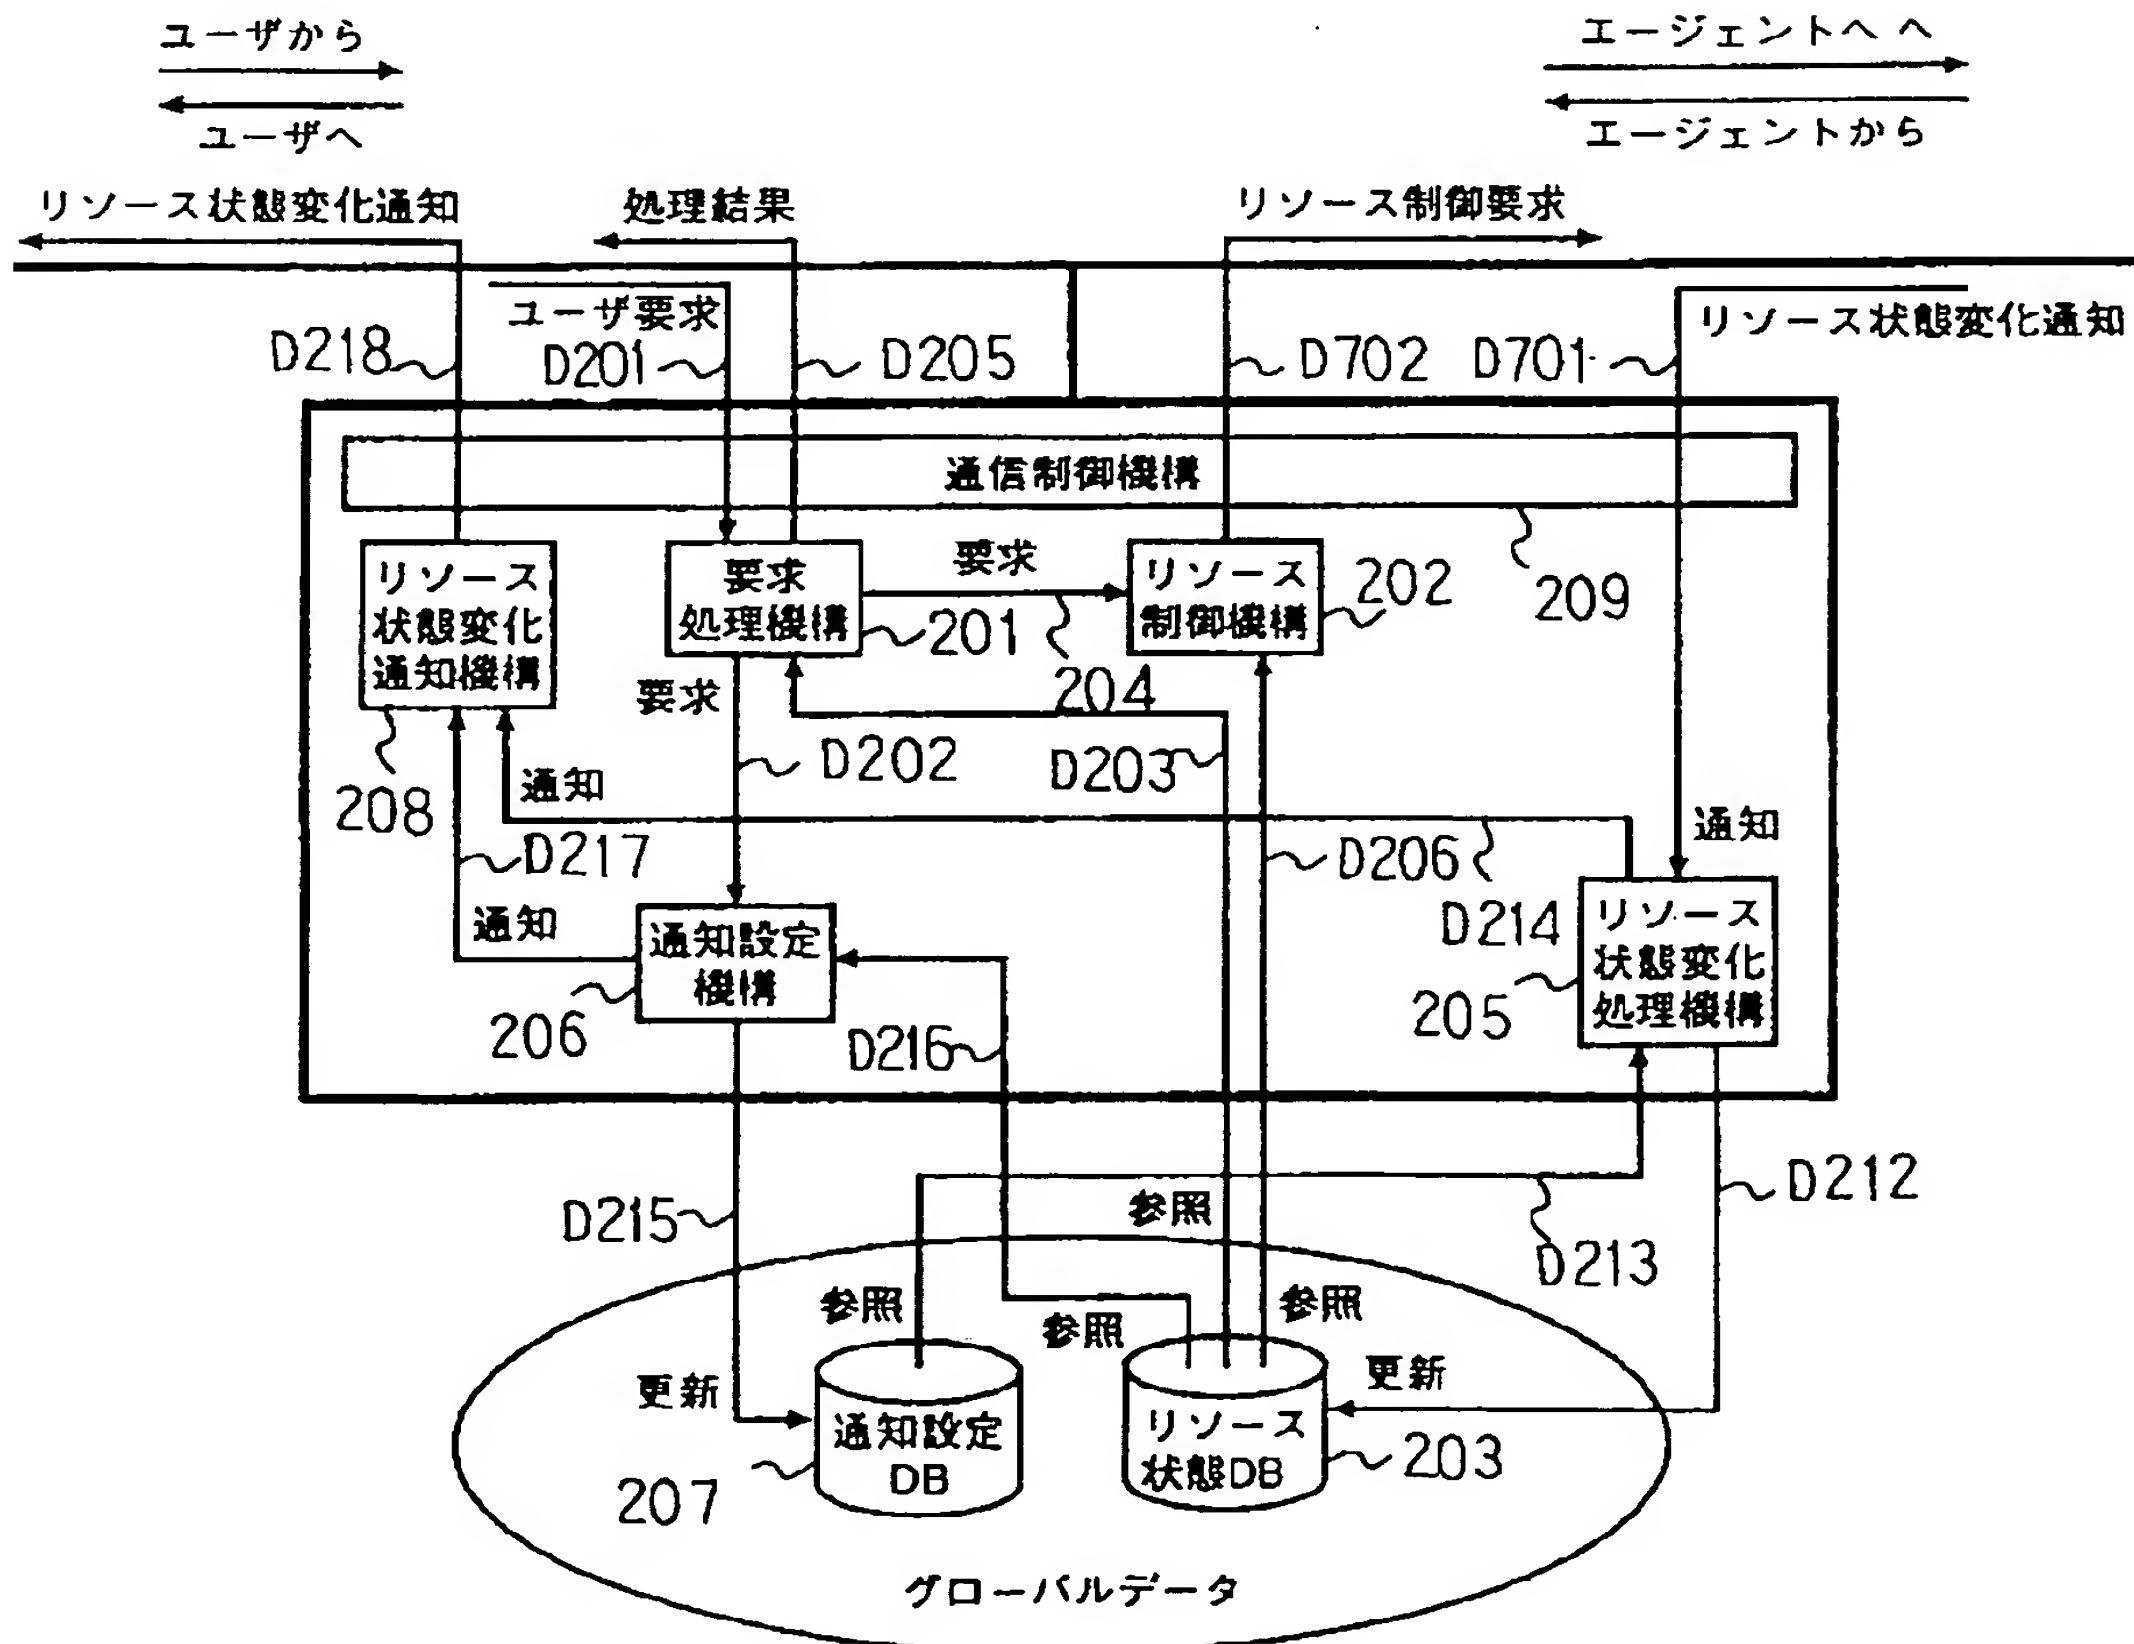 ユーザから
エージェントへ へ
ユーザへ
エージェントから
リソース状態変化通知
処理結果
リソース制御要求
ユーザ要求
リソース状態変化通知
D218
D201
D205
D702
D701
通信制御機構
209
リソース
状態変化
通知機構
208
要求
処理機構
201
要求
204
リソース
制御機構
202
要求
D202
D203
通知
D217
D206
通知
D214
通知
通知設定
機構
206
D216
リソース
状態変化
処理機構
205
D215
参照
D212
D213
参照
参照
参照
更新
更新
通知設定
DB
207
リソース
状態DB
203
グローバルデータ